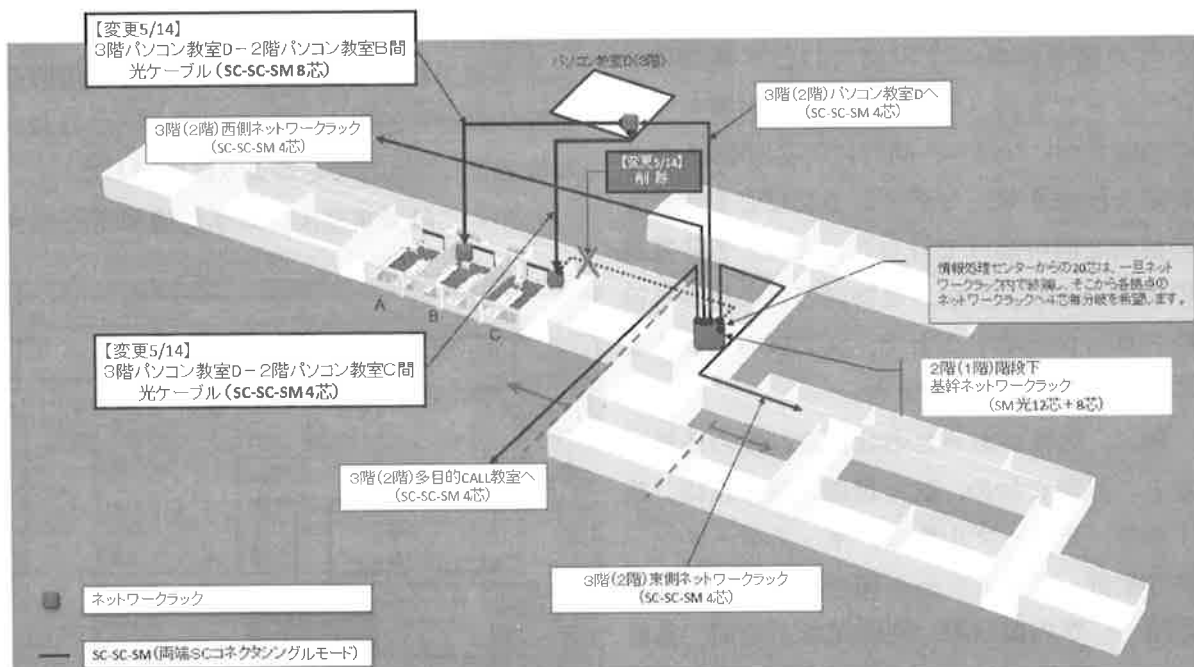 【変更5/14】
3階パソコン教室D－2階パソコン教室B間
光ケーブル(SC-SC-SM 8芯)
パソコン教室D(3階)
3階(2階)パソコン教室Dへ
(SC-SC-SM 4芯)
3階(2階)西側ネットワークラック
(SC-SC-SM 4芯)
【変更5/14】
削除
情報処理センターからの20芯は、一旦ネット
ワークラック内で終端し、そこから各拠点の
ネットワークラックへ4芯毎分岐を希望します。
A
B
C
【変更5/14】
3階パソコン教室D－2階パソコン教室C間
光ケーブル(SC-SC-SM 4芯)
2階(1階)階段下
基幹ネットワークラック
(SM光12芯＋8芯)
3階(2階)多目的CALL教室へ
(SC-SC-SM 4芯)
3階(2階)東側ネットワークラック
(SC-SC-SM 4芯)
ネットワークラック
SC-SC-SM(両端SCコネクタシングルモード)